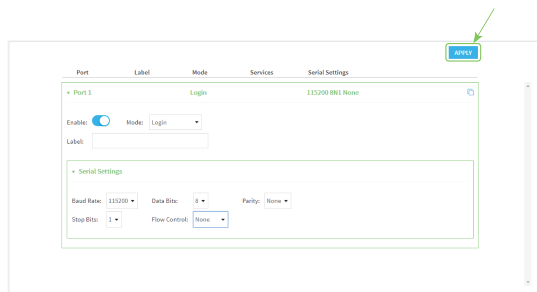 APPLY
Port Label Mode Services Serial Settings
Port 1 Login 115200 8N1 None
Enable: Mode: Login
Label:
Serial Settings
Baud Rate: 115200 Data Bits: 8 Parity: None
Stop Bits: 1 Flow Control: None